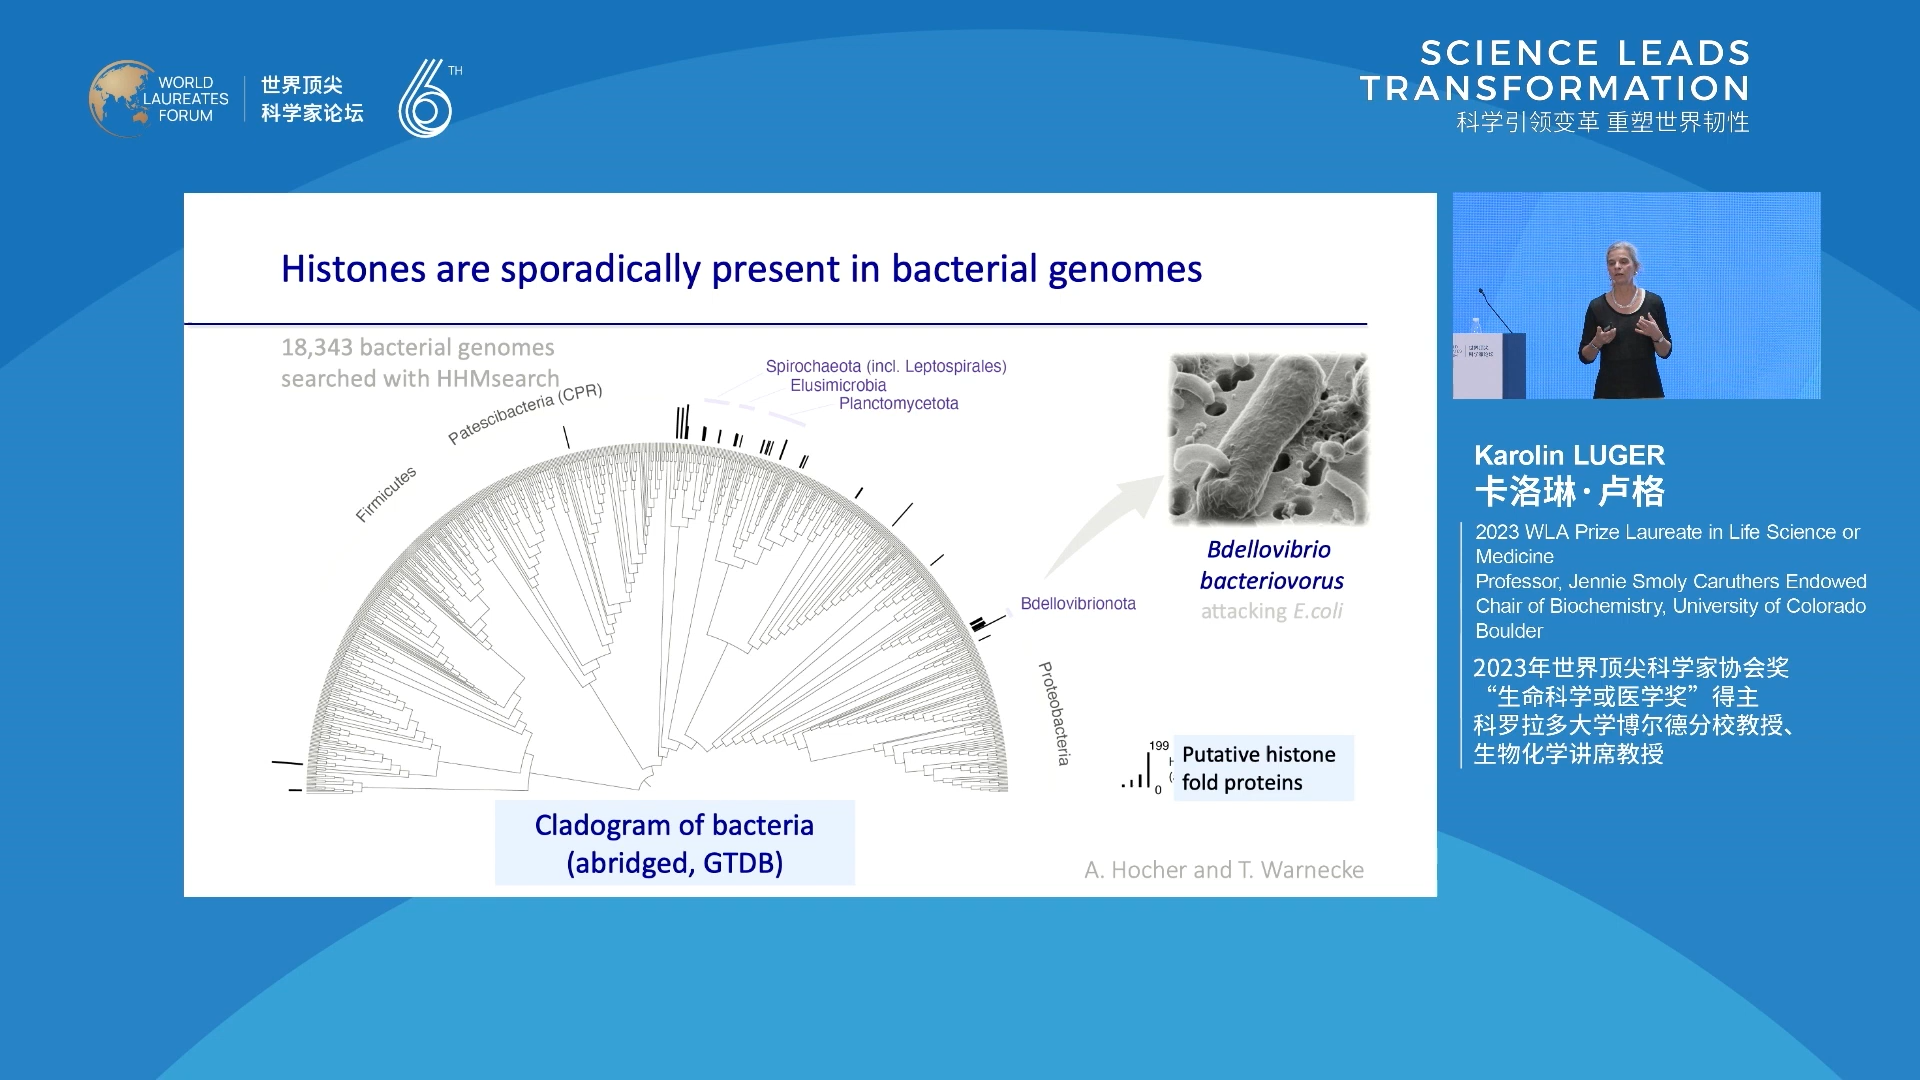 WORLD
LAUREATES
FORUM
世界顶尖
科学家论坛
6TH
SCIENCE LEADS
TRANSFORMATION
科学引领变革 重塑世界韧性
Histones are sporadically present in bacterial genomes
18,343 bacterial genomes
searched with HHMsearch
Spirochaeota (incl. Leptospirales)
Elusimicrobia
Planctomycetota
Patescibacteria (CPR)
Firmicutes
Bdellovibrio
bacteriovorus
attacking E.coli
Bdellovibrionota
Proteobacteria
199
0
Putative histone
fold proteins
Cladogram of bacteria
(abridged, GTDB)
A. Hocher and T. Warnecke
Karolin LUGER
卡洛琳·卢格
2023 WLA Prize Laureate in Life Science or
Medicine
Professor, Jennie Smoly Caruthers Endowed
Chair of Biochemistry, University of Colorado
Boulder
2023年世界顶尖科学家协会奖
“生命科学或医学奖”得主
科罗拉多大学博尔德分校教授、
生物化学讲席教授